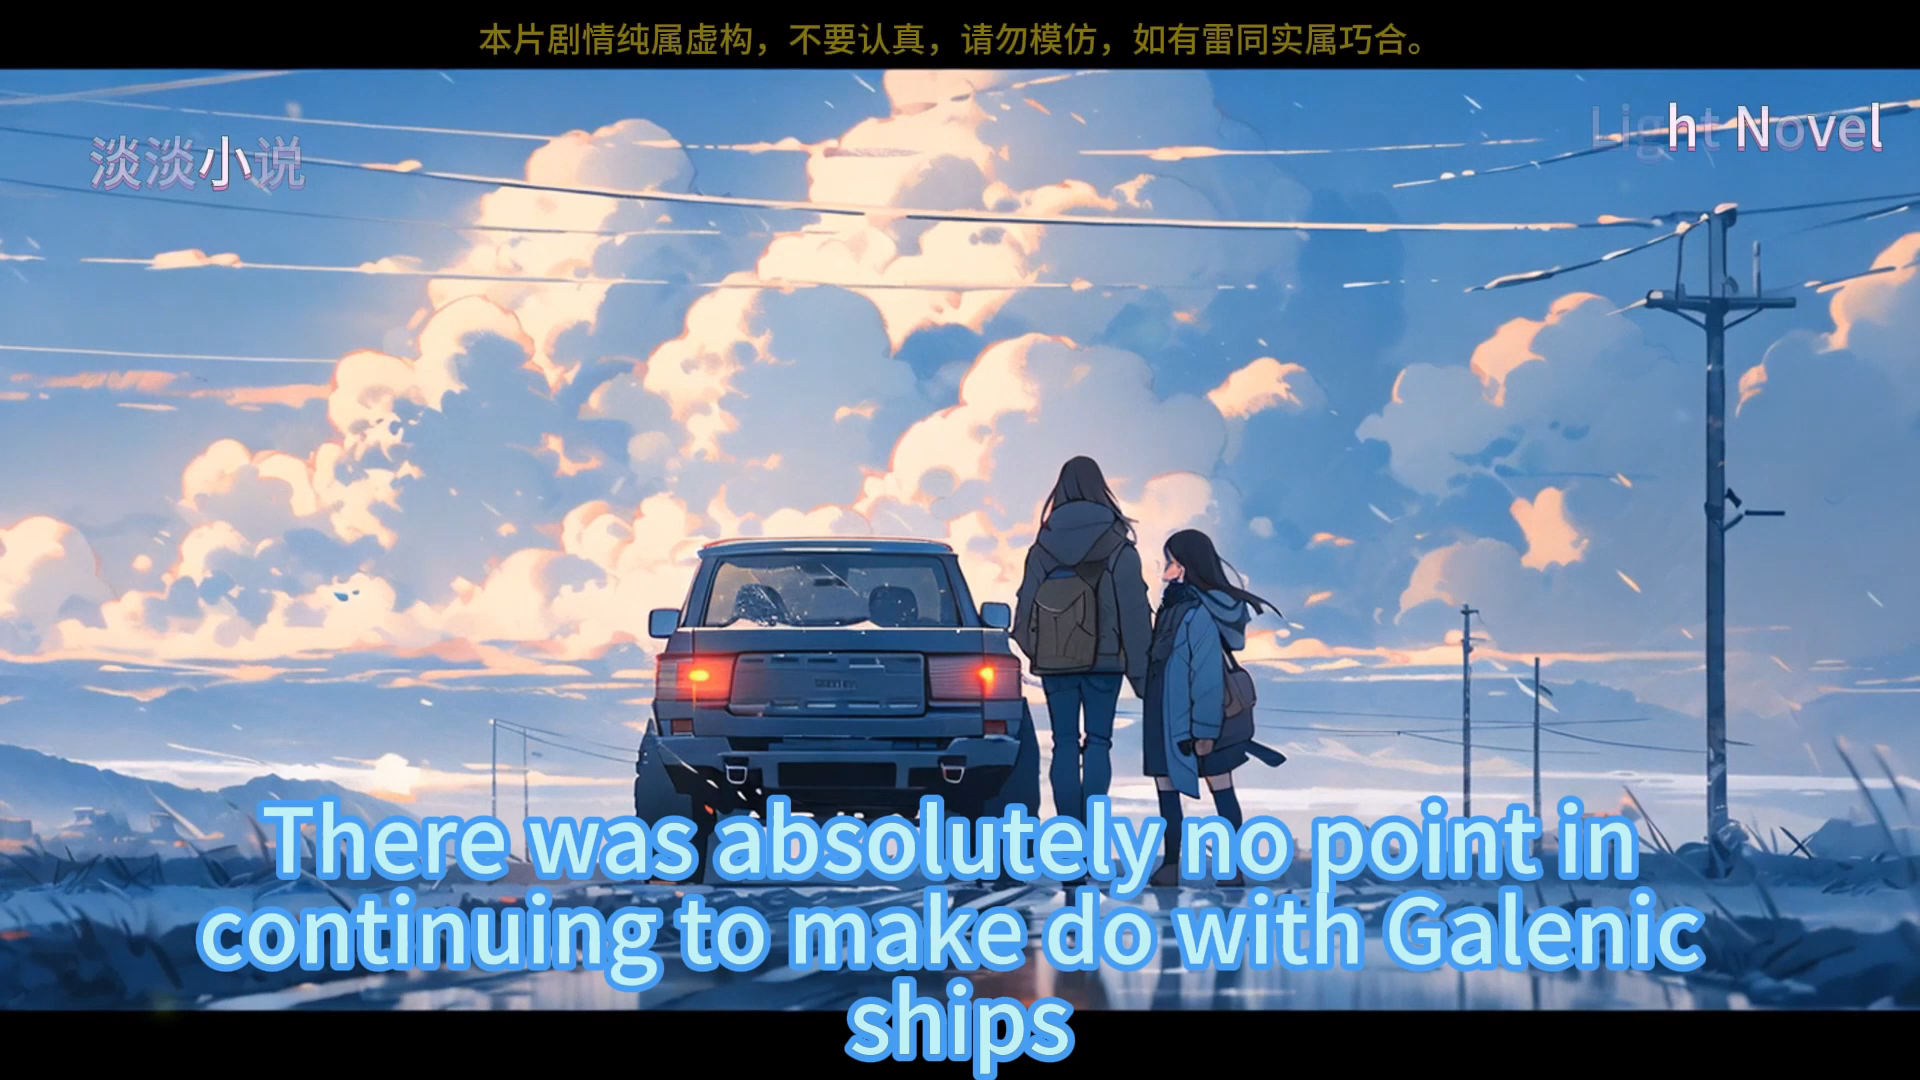 本片剧情纯属虚构，不要认真，请勿模仿，如有雷同实属巧合。
Light Novel
淡淡小说
There was absolutely no point in
continuing to make do with Galenic
ships